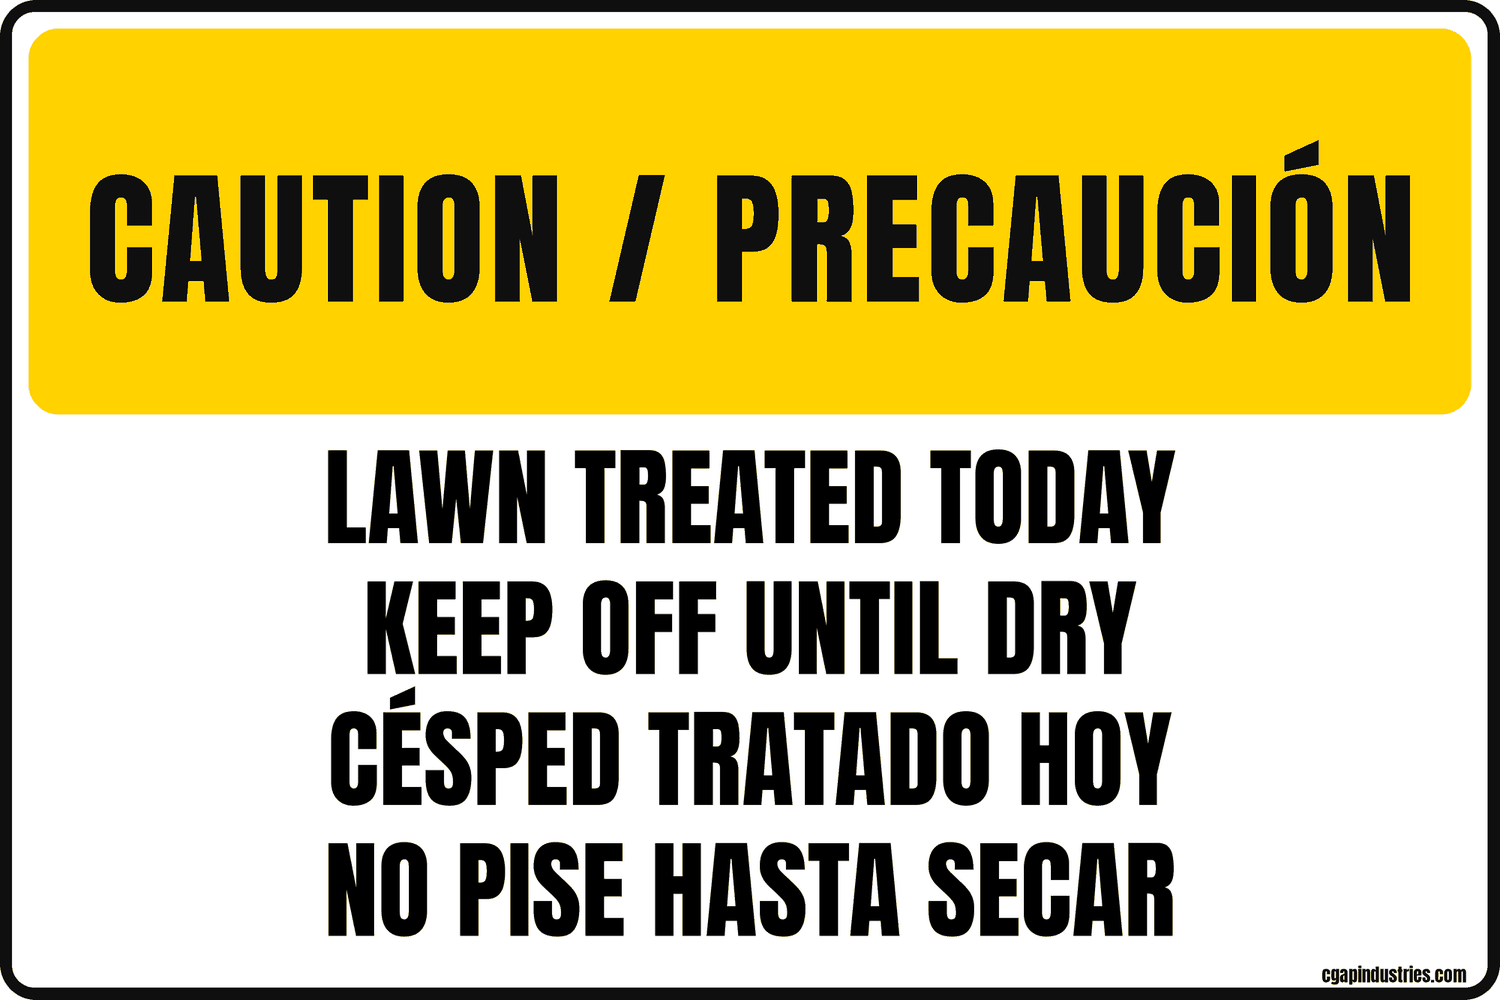 CAUTION / PRECAUCIÓN
LAWN TREATED TODAY
KEEP OFF UNTIL DRY
CÉSPED TRATADO HOY
NO PISE HASTA SECAR
cgapindustries.com